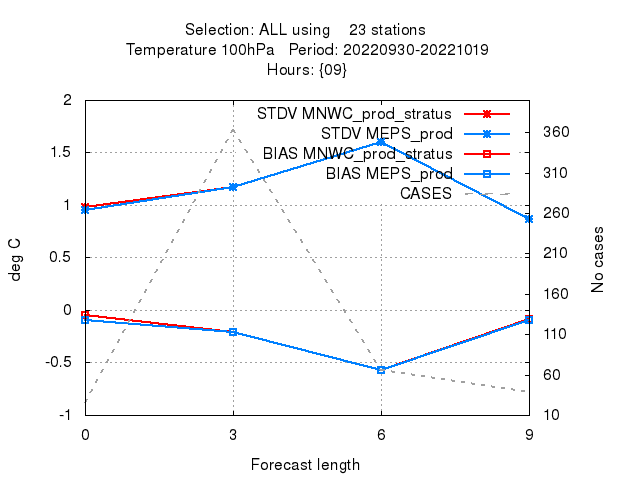 Selection: ALL using    23 stations
Temperature 100hPa   Period: 20220930-20221019
Hours: {09}
STDV MNWC_prod_stratus
STDV MEPS_prod
BIAS MNWC_prod_stratus
BIAS MEPS_prod
CASES
2
1.5
1
0.5
0
-0.5
-1
deg C
360
310
260
210
160
110
60
10
No cases
0 3 6 9
Forecast length